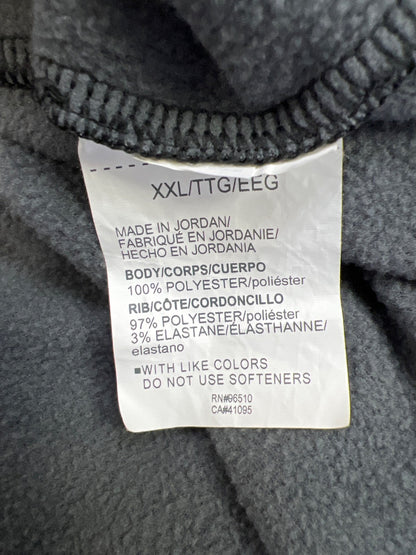 XXL/TTG/EEG
MADE IN JORDAN/
FABRIQUÉ EN JORDANIE/
HECHO EN JORDANIA
BODY/CORPS/CUERPO
100% POLYESTER/poliéster
RIB/CÔTE/CORDONCILLO
97% POLYESTER/poliéster
3% ELASTANE/ÉLASTHANNE/
elastano
■WITH LIKE COLORS
DO NOT USE SOFTENERS
RN#96510
CA#41095